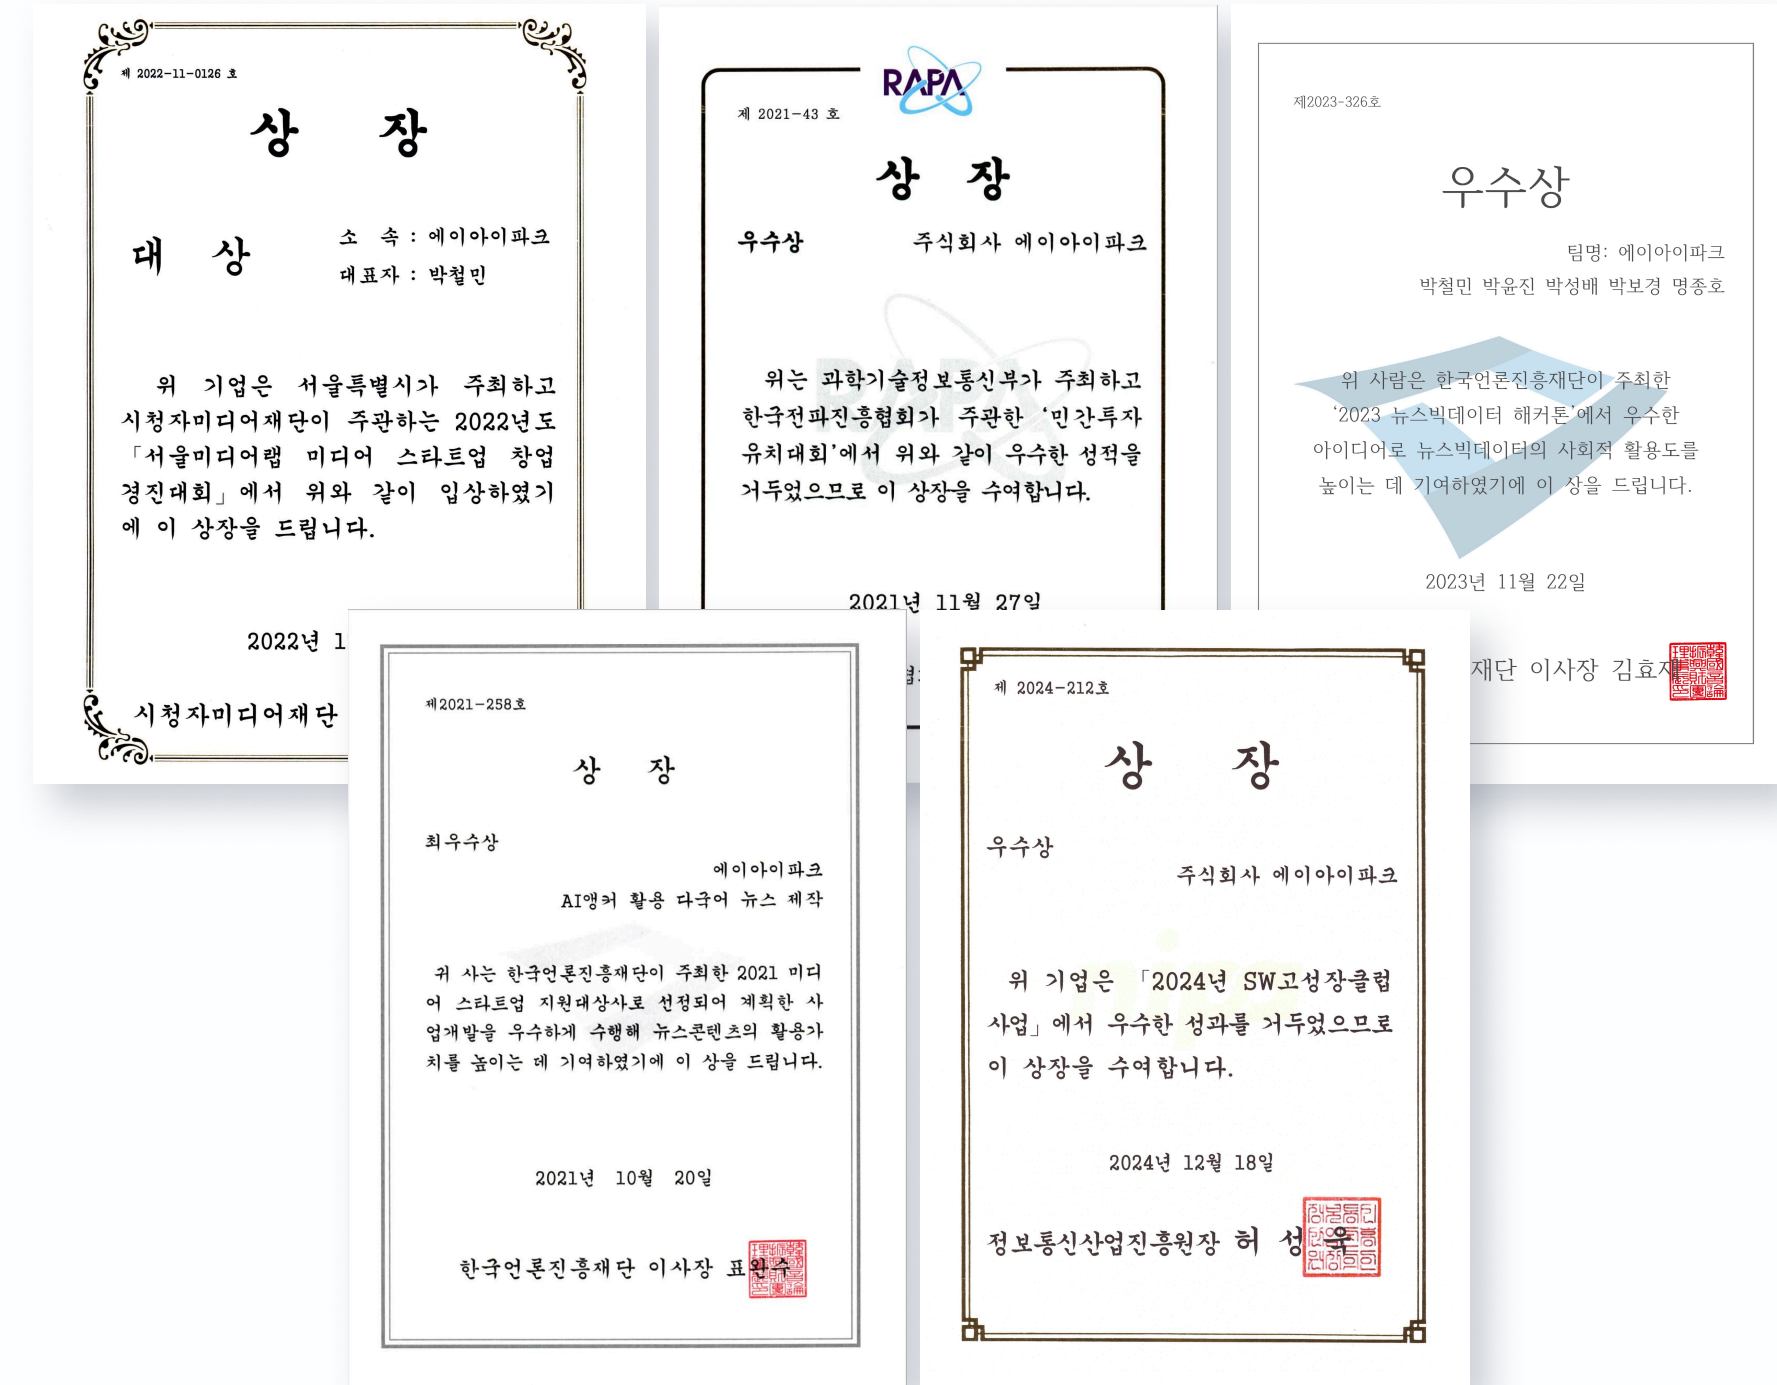 제 2022-11-0126 호
상 장
대 상
소 속 : 에이아이파크
대표자 : 박철민
위 기업은 서울특별시가 주최하고
시청자미디어재단이 주관하는 2022년도
「서울미디어랩 미디어 스타트업 창업
경진대회」에서 위와 같이 입상하였기
에 이 상장을 드립니다.
2022년 1
시청자미디어재단
RAPA
제 2021-43 호
상 장
우수상 주식회사 에이아이파크
RAPA
위는 과학기술정보통신부가 주최하고
한국전파진흥협회가 주관한 '민간투자
유치대회'에서 위와 같이 우수한 성적을
거두었으므로 이 상장을 수여합니다.
2021년 11월 27일
제2023-326호
우수상
팀명: 에이아이파크
박철민 박윤진 박성배 박보경 명종호
위 사람은 한국언론진흥재단이 주최한
'2023 뉴스빅데이터 해커톤'에서 우수한
아이디어로 뉴스빅데이터의 사회적 활용도를
높이는 데 기여하였기에 이 상을 드립니다.
2023년 11월 22일
재단 이사장 김효재
제2021-258호
상 장
최우수상
에이아이파크
AI앵커 활용 다국어 뉴스 제작
귀 사는 한국언론진흥재단이 주최한 2021 미디
어 스타트업 지원대상사로 선정되어 계획한 사
업개발을 우수하게 수행해 뉴스콘텐츠의 활용가
치를 높이는 데 기여하였기에 이 상을 드립니다.
2021년 10월 20일
한국언론진흥재단 이사장 표완수
제 2024-212호
상 장
우수상
주식회사 에이아이파크
위 기업은 「2024년 SW고성장클럽
사업」에서 우수한 성과를 거두었으므로
이 상장을 수여합니다.
2024년 12월 18일
정보통신산업진흥원장 허 성 욱